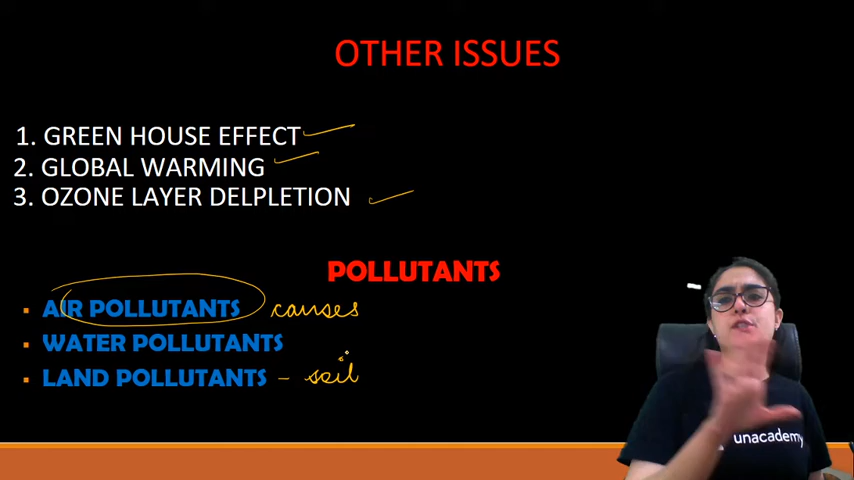 OTHER ISSUES
1. GREEN HOUSE EFFECT
2. GLOBAL WARMING
3. OZONE LAYER DELPLETION
POLLUTANTS
▪ AIR POLLUTANTS causes
▪ WATER POLLUTANTS
▪ LAND POLLUTANTS - soil
unacademy